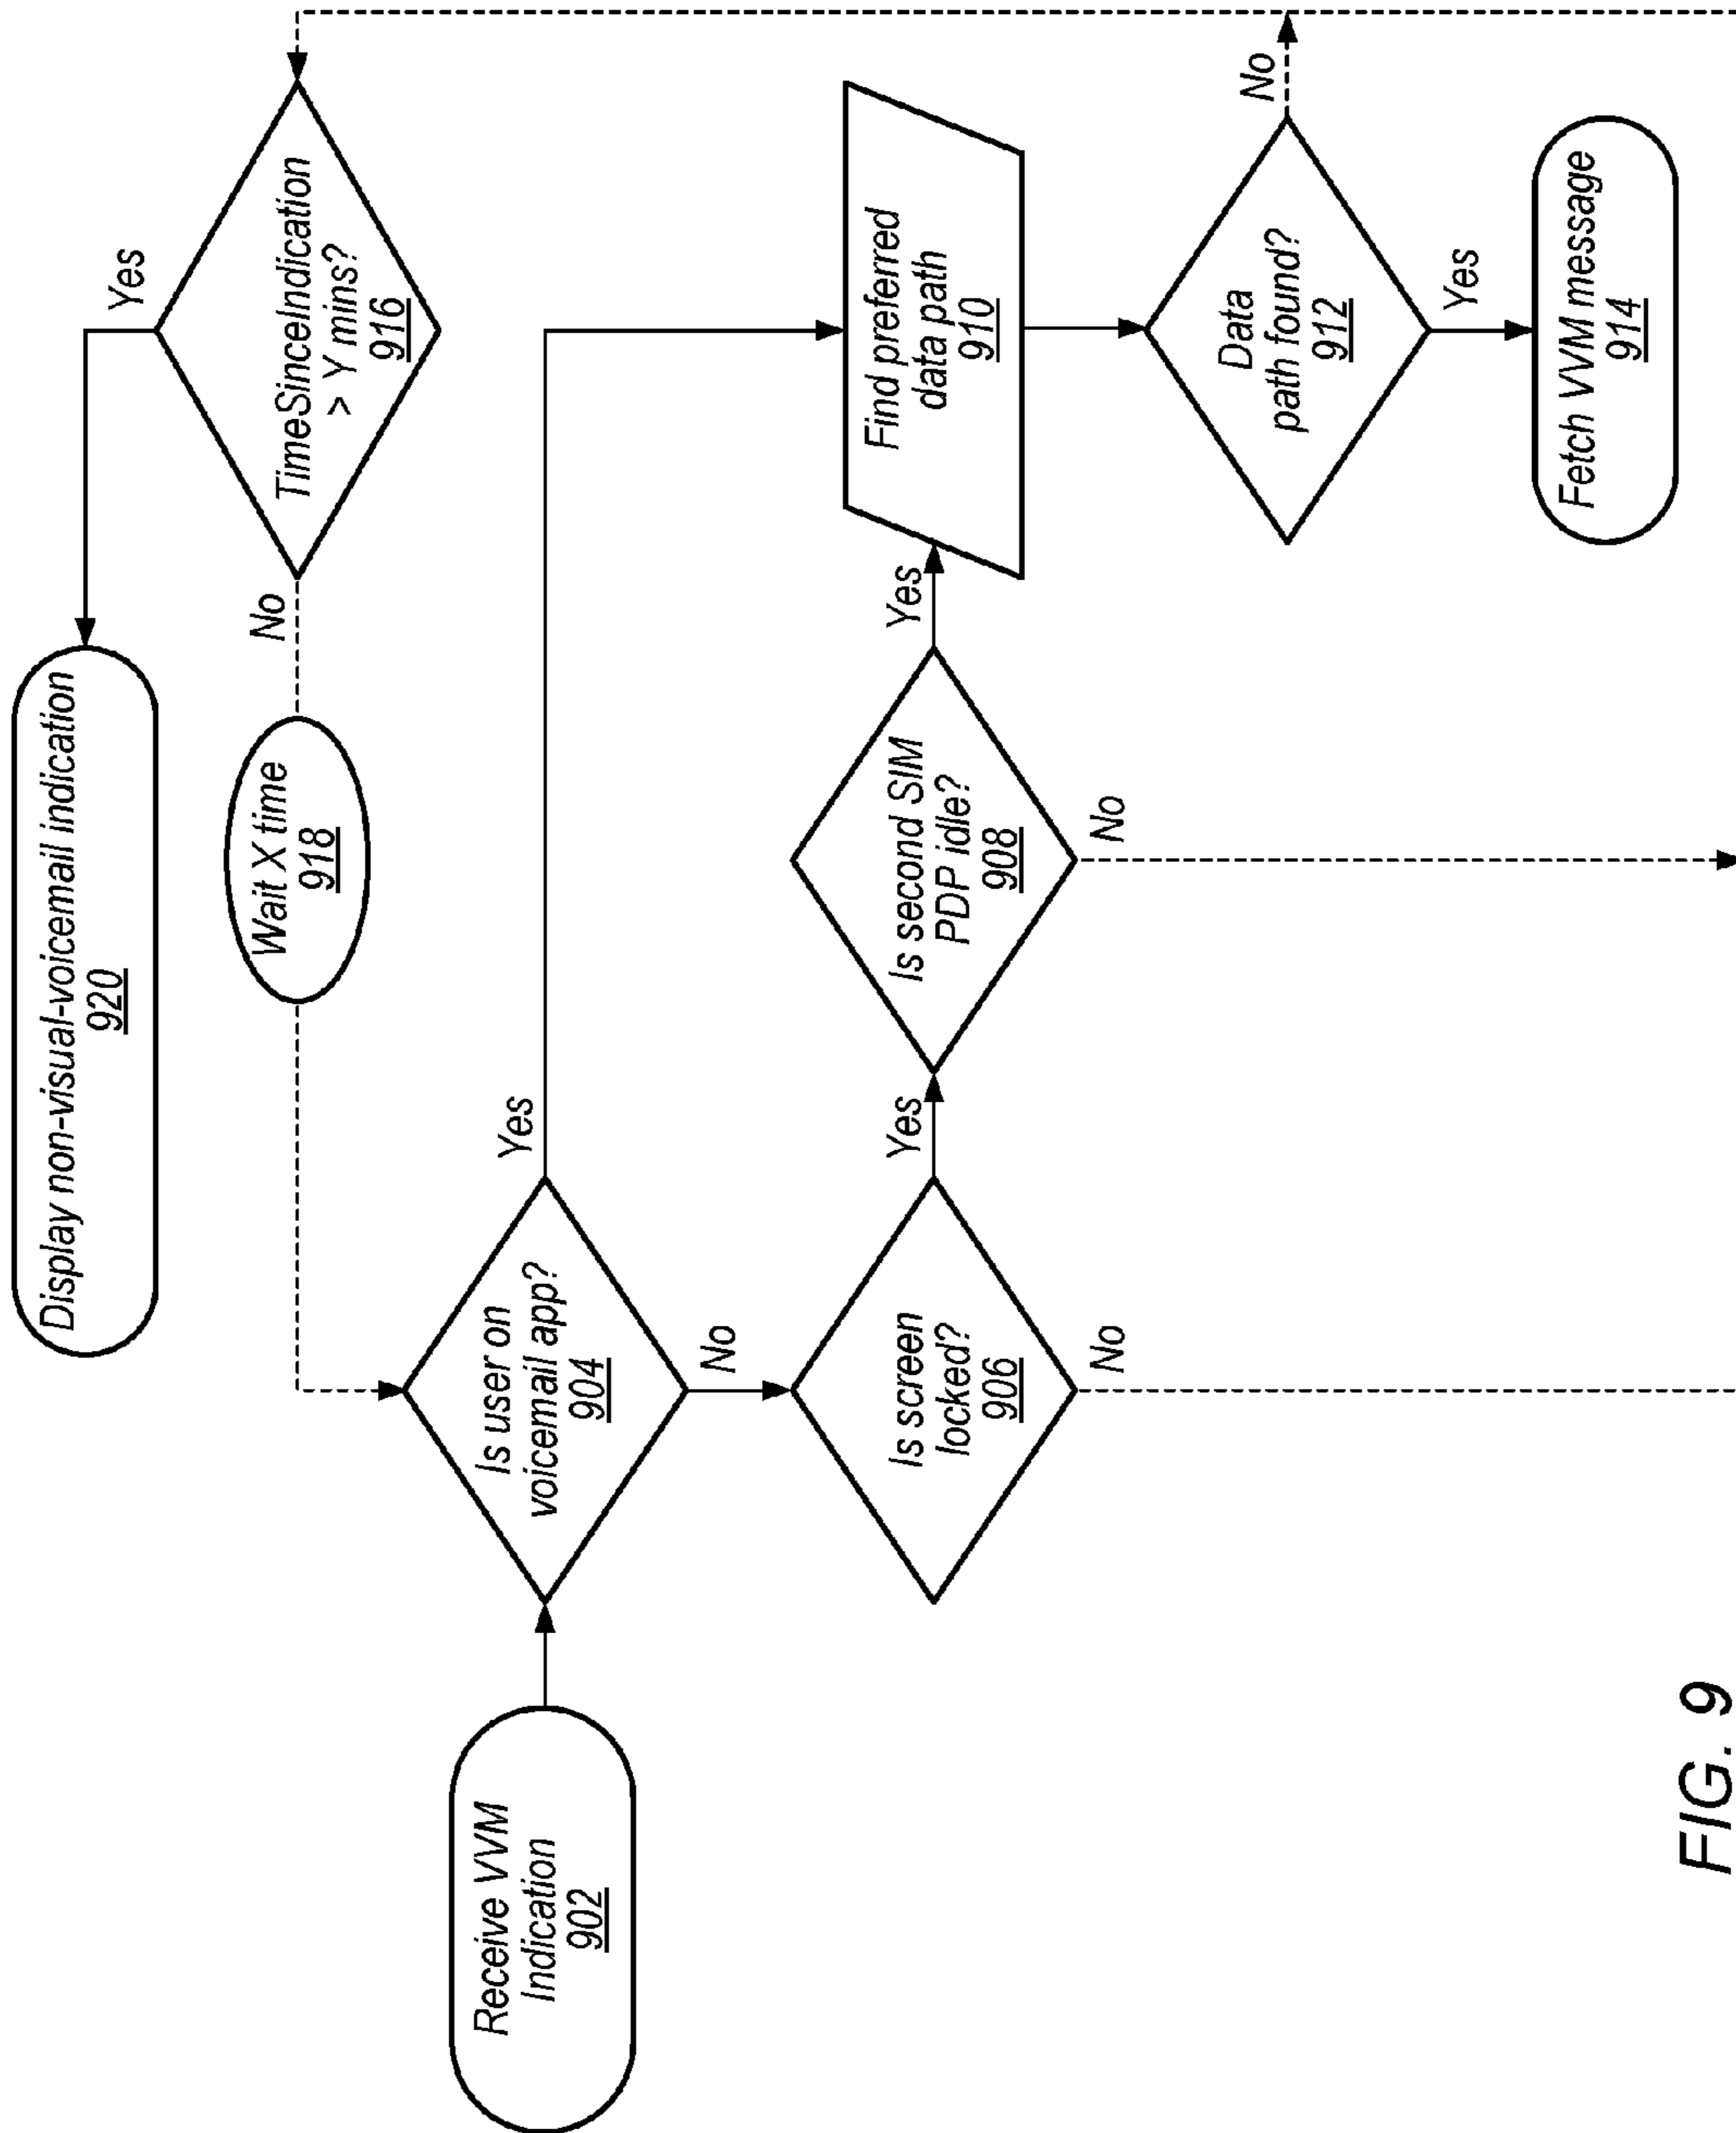 Display non-visual-voicemail indication
920
Yes
Wait X time
918
No
TimeSinceIndication
> Y mins?
916
Receive VVM
Indication
902
Is user on
voicemail app?
904
Yes
No
Is screen
locked?
906
Yes
No
Is second SIM
PDP idle?
908
Yes
No
Find preferred
data path
910
Data
path found?
912
No
Yes
Fetch VVM message
914
FIG. 9